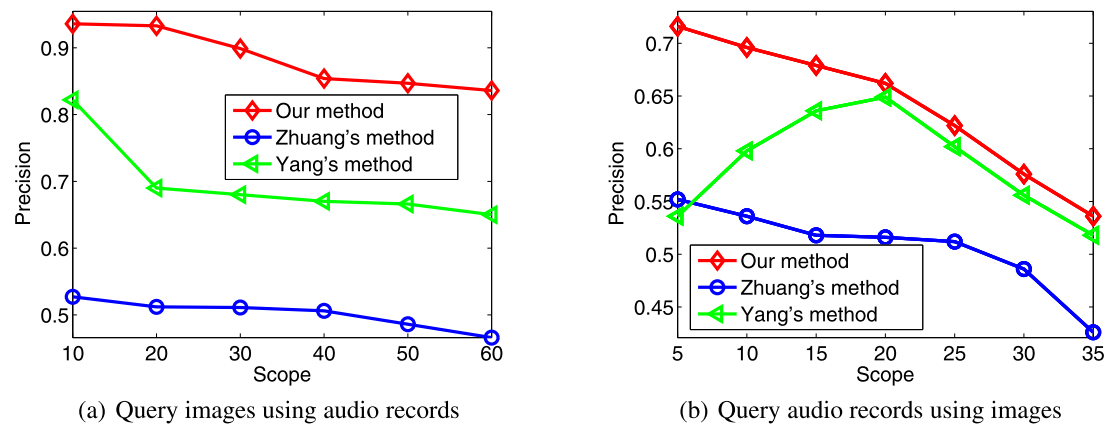 0.9
0.8
0.7
0.6
0.5
Precision
Our method
Zhuang's method
Yang's method
10 20 30 40 50 60
Scope
(a) Query images using audio records
0.7
0.65
0.6
0.55
0.5
0.45
Precision
Our method
Zhuang's method
Yang's method
5 10 15 20 25 30 35
Scope
(b) Query audio records using images